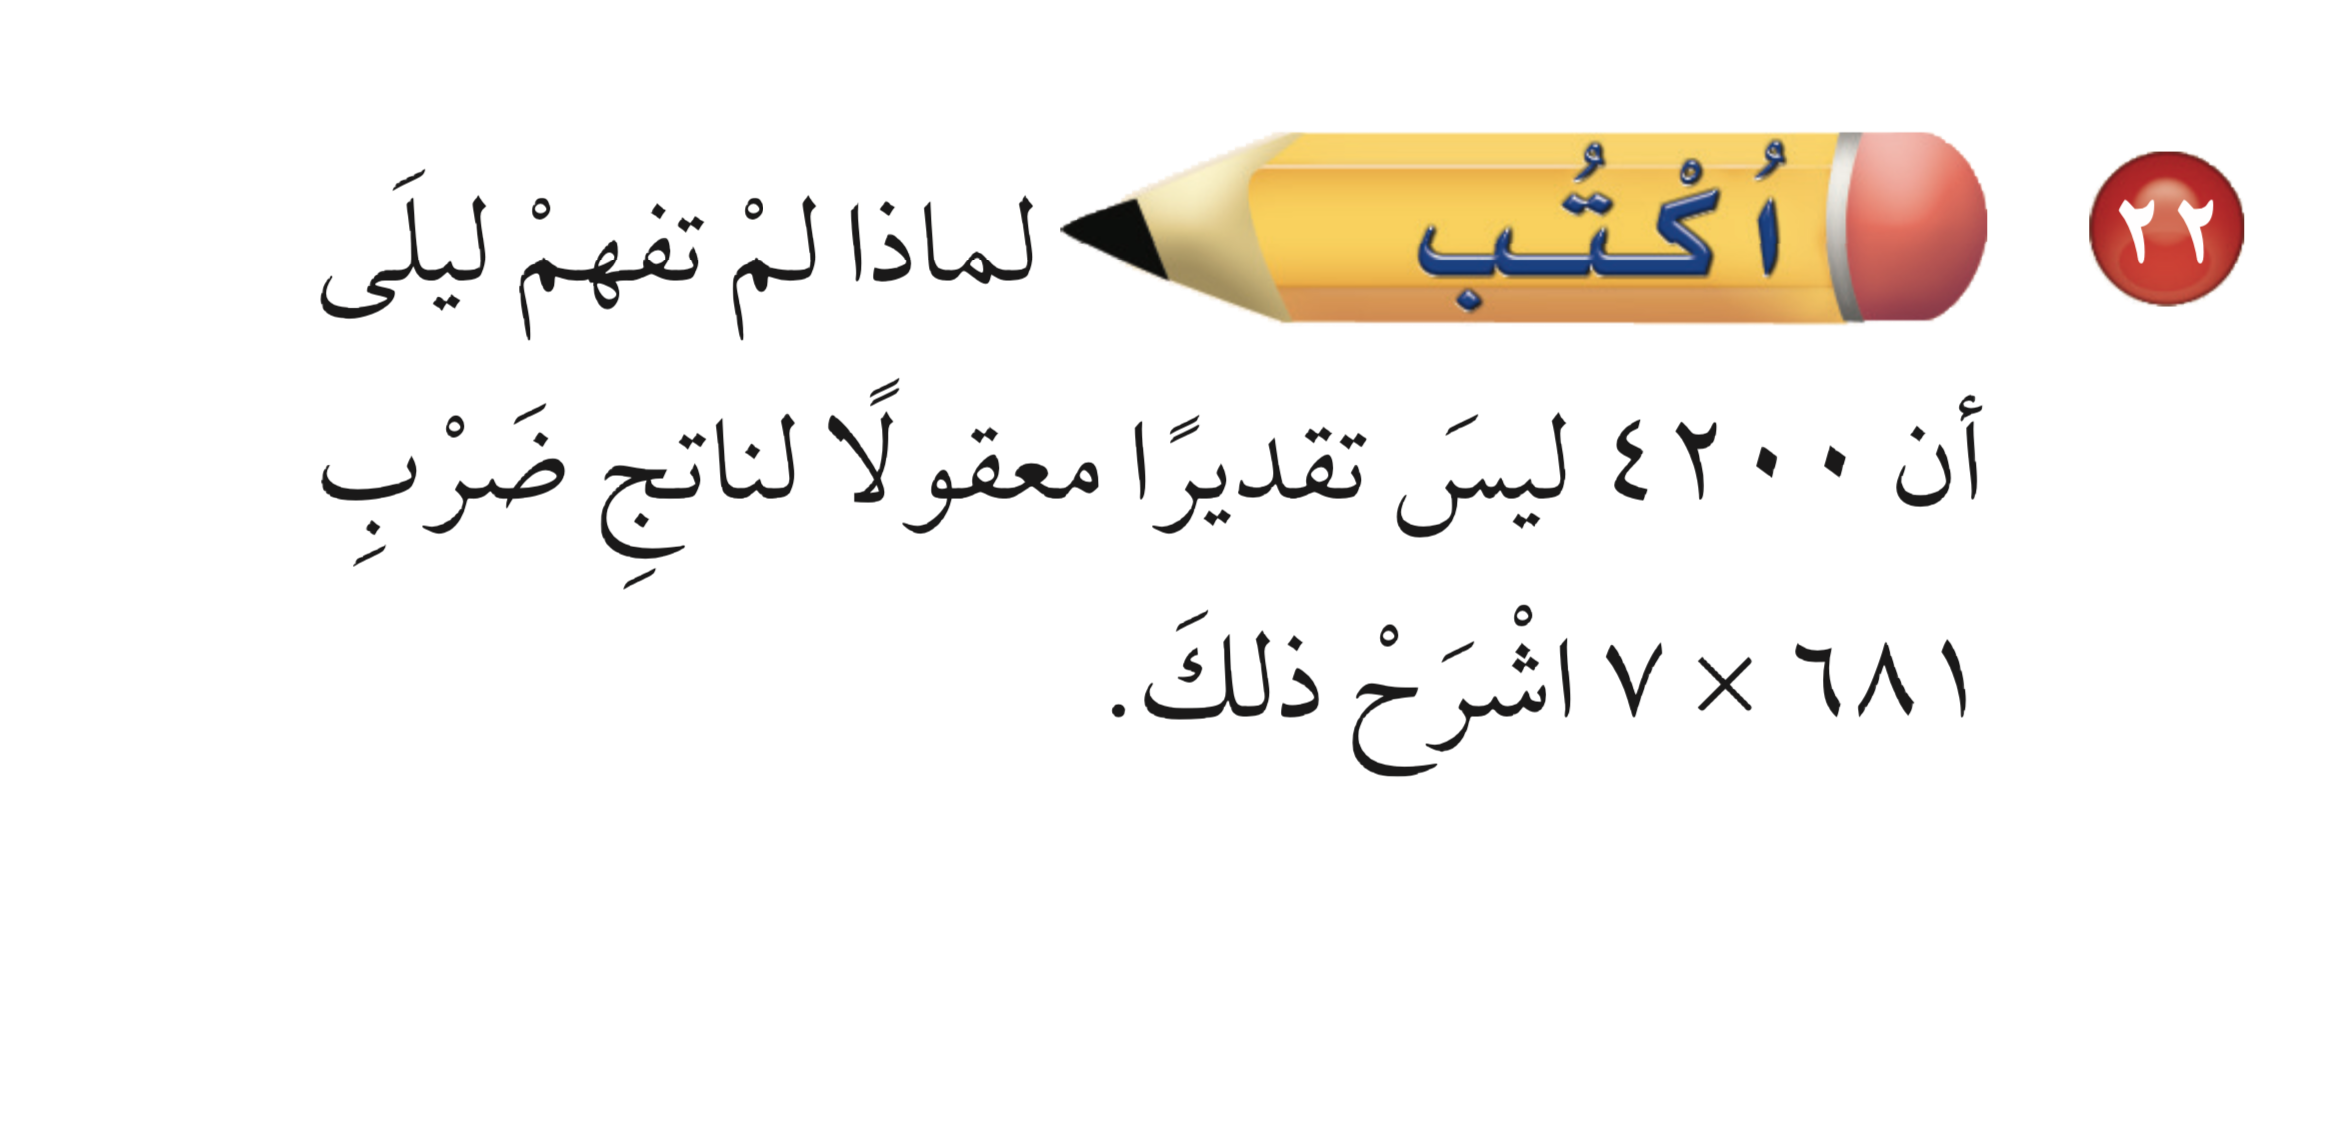 ٢٢ اُكْتُب لماذا لمْ تفهمْ ليلَى
أن ٤٢٠٠ ليسَ تقديرًا معقولًا لناتجِ ضَرْبِ
٦٨١ × ٧ اشْرَحْ ذلكَ.